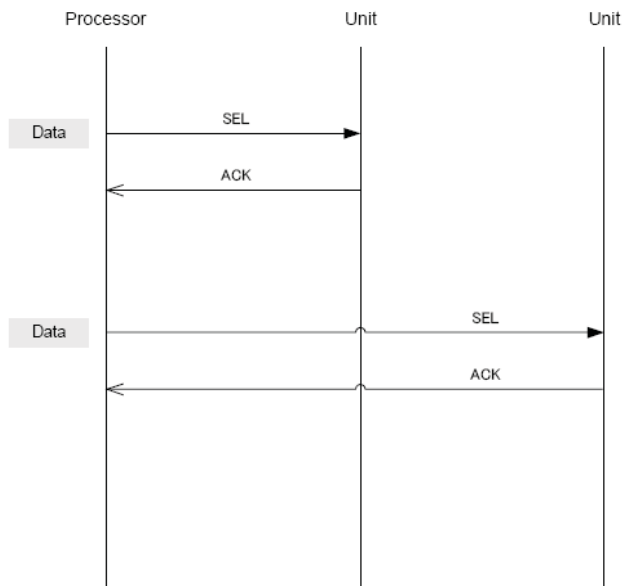 Processor
Unit
Unit
Data
SEL
ACK
Data
SEL
ACK